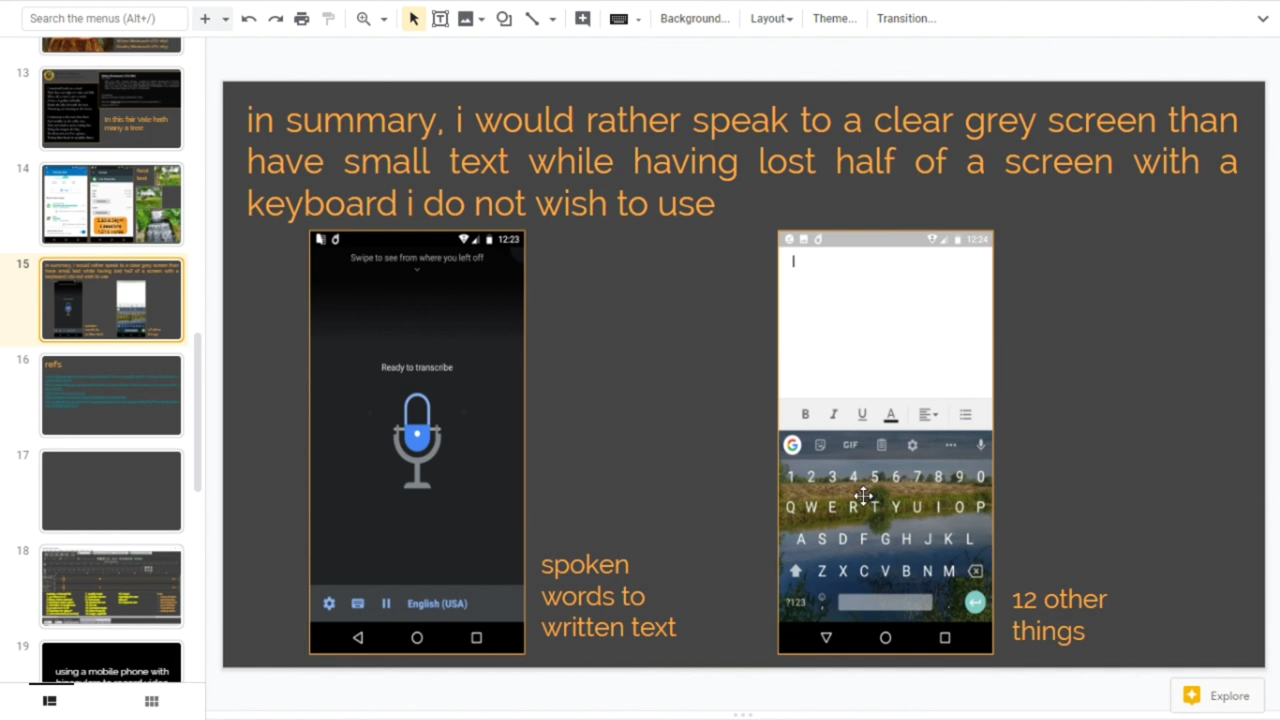 Search the menus (Alt+/)
Background...
Layout
Theme...
Transition...
13
In this fair Vale hath
many a tree!
14
15
16
refs
17
18
19
using a mobile phone with
in summary, i would rather speak to a clear grey screen than
have small text while having lost half of a screen with a
keyboard i do not wish to use
12:23
Swipe to see from where you left off
Ready to transcribe
English (USA)
spoken
words to
written text
12:24
B I U A
G GIF
1 2 3 4 5 6 7 8 9 0
Q W E R T Y U I O P
A S D F G H J K L
Z X C V B N M
?123
12 other
things
Explore